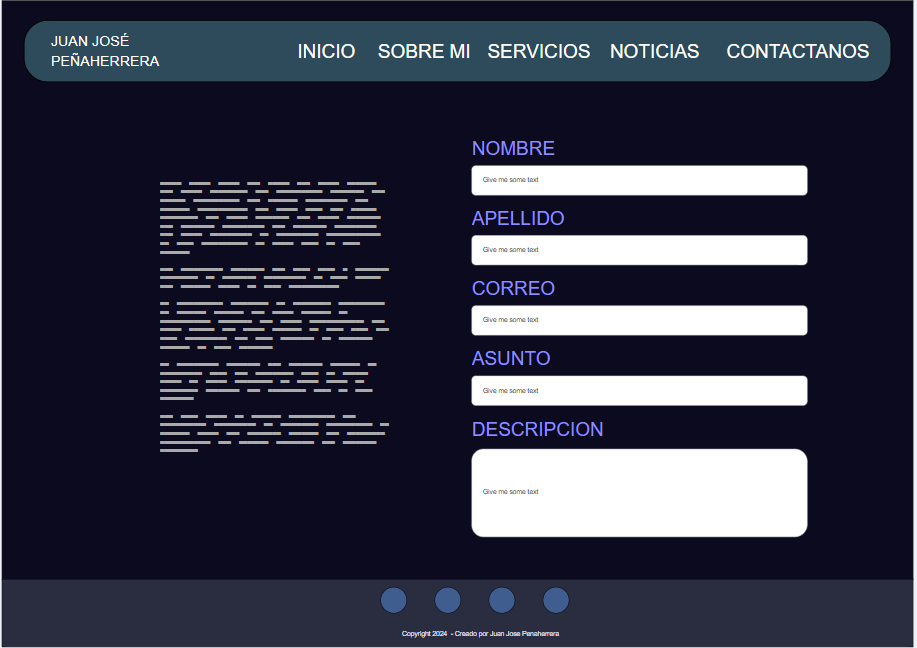 JUAN JOSÉ
PEÑAHERRERA
INICIO SOBRE MI SERVICIOS NOTICIAS CONTACTANOS
NOMBRE
Give me some text
APELLIDO
Give me some text
CORREO
Give me some text
ASUNTO
Give me some text
DESCRIPCION
Give me some text
Copyright 2024 • Creado por Juan Jose Penaherrera